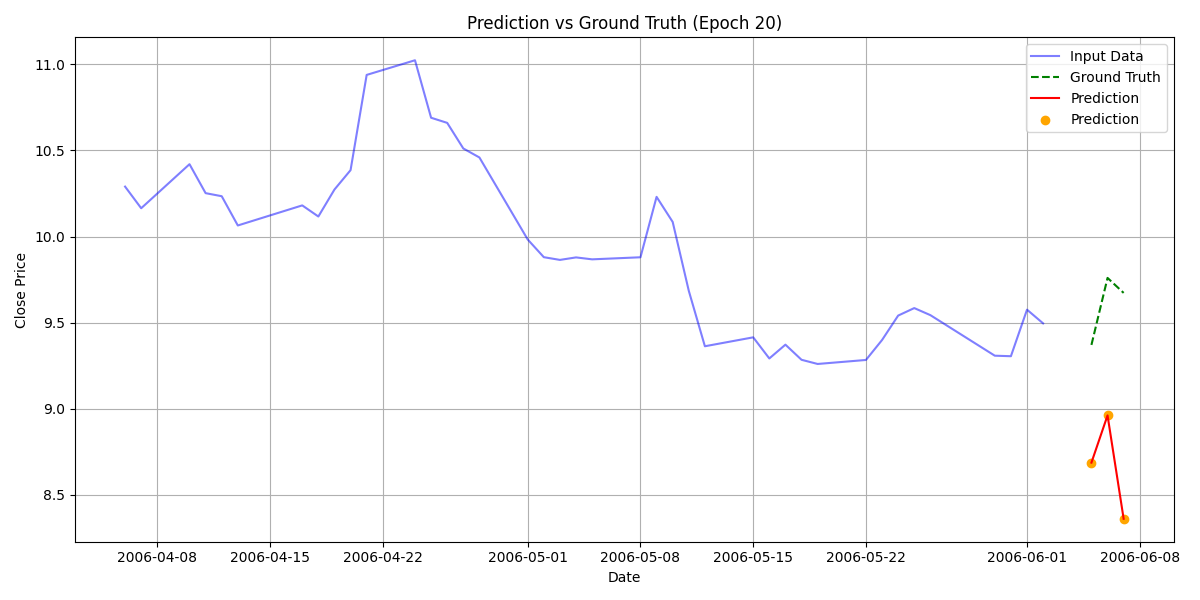 Prediction vs Ground Truth (Epoch 20)
Input Data
Ground Truth
Prediction
Prediction
Close Price
11.0
10.5
10.0
9.5
9.0
8.5
2006-04-08 2006-04-15 2006-04-22 2006-05-01 2006-05-08 2006-05-15 2006-05-22 2006-06-01 2006-06-08
Date